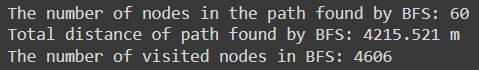 The number of nodes in the path found by BFS: 60
Total distance of path found by BFS: 4215.521 m
The number of visited nodes in BFS: 4606